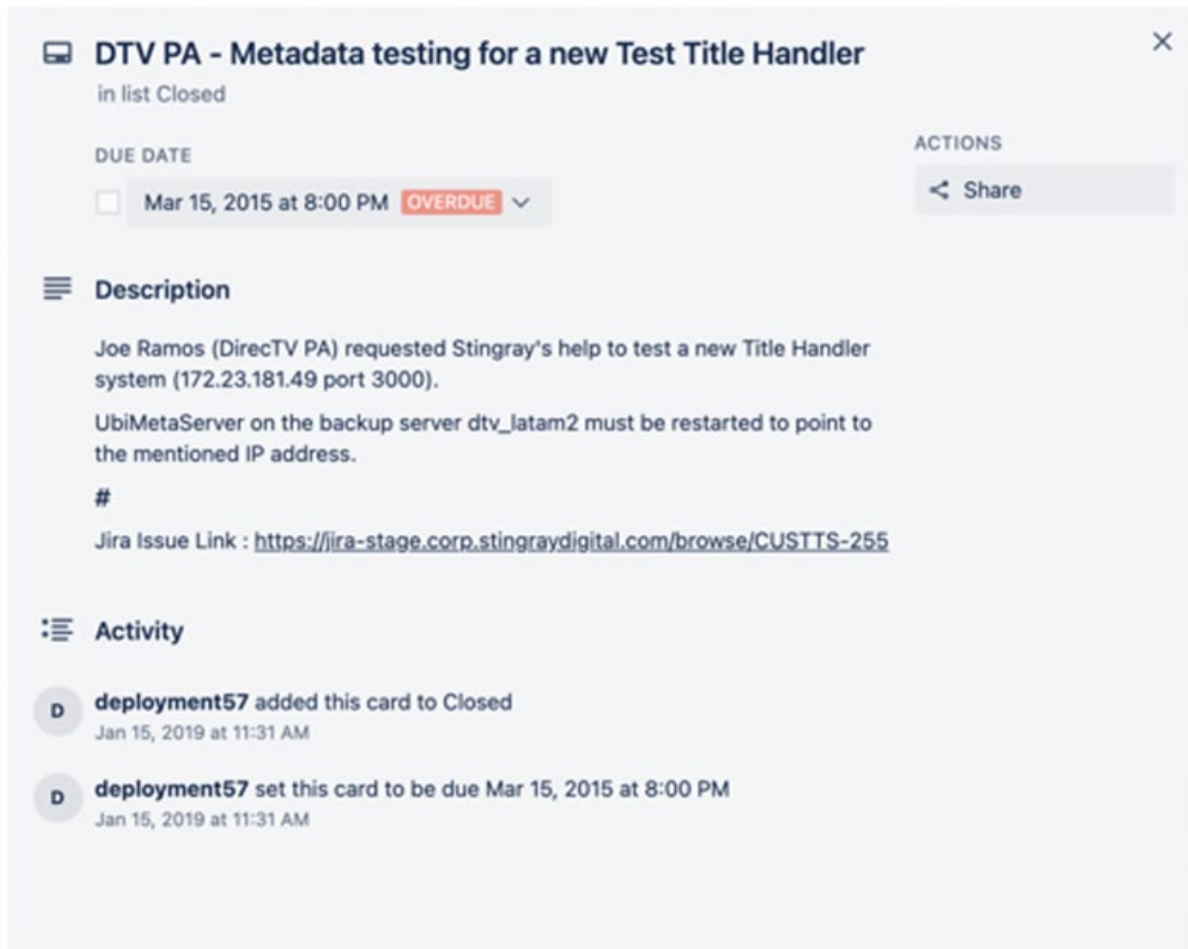 DTV PA - Metadata testing for a new Test Title Handler
in list Closed
DUE DATE
Mar 15, 2015 at 8:00 PM OVERDUE
ACTIONS
Share
Description
Joe Ramos (DirecTV PA) requested Stingray's help to test a new Title Handler
system (172.23.181.49 port 3000).
UbiMetaServer on the backup server dtv_latam2 must be restarted to point to
the mentioned IP address.
#
Jira Issue Link : https://jira-stage.corp.stingraydigital.com/browse/CUSTTS-255
Activity
D deployment57 added this card to Closed
Jan 15, 2019 at 11:31 AM
D deployment57 set this card to be due Mar 15, 2015 at 8:00 PM
Jan 15, 2019 at 11:31 AM